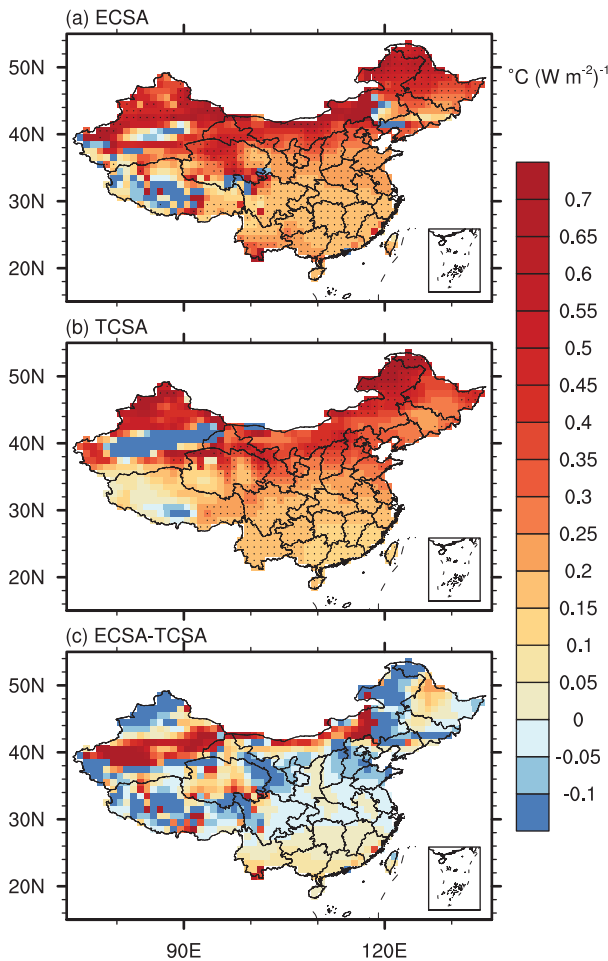 (a) ECSA
50N
40N
30N
20N
(b) TCSA
50N
40N
30N
20N
(c) ECSA-TCSA
50N
40N
30N
20N
90E 120E
°C (W m⁻²)⁻¹
0.7
0.65
0.6
0.55
0.5
0.45
0.4
0.35
0.3
0.25
0.2
0.15
0.1
0.05
0
-0.05
-0.1